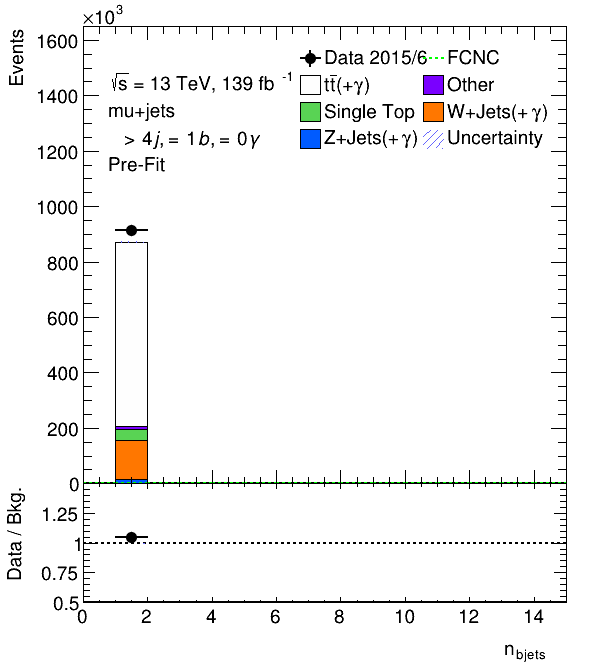 ×10³
Events
1600
1400
1200
1000
800
600
400
200
0
√s = 13 TeV, 139 fb⁻¹
mu+jets
> 4j, = 1b, = 0γ
Pre-Fit
Data 2015/6
FCNC
tt̄(+γ)
Other
Single Top
W+Jets(+γ)
Z+Jets(+γ)
Uncertainty
Data / Bkg.
1.25
1
0.75
0.5
0 2 4 6 8 10 12 14
n_bjets